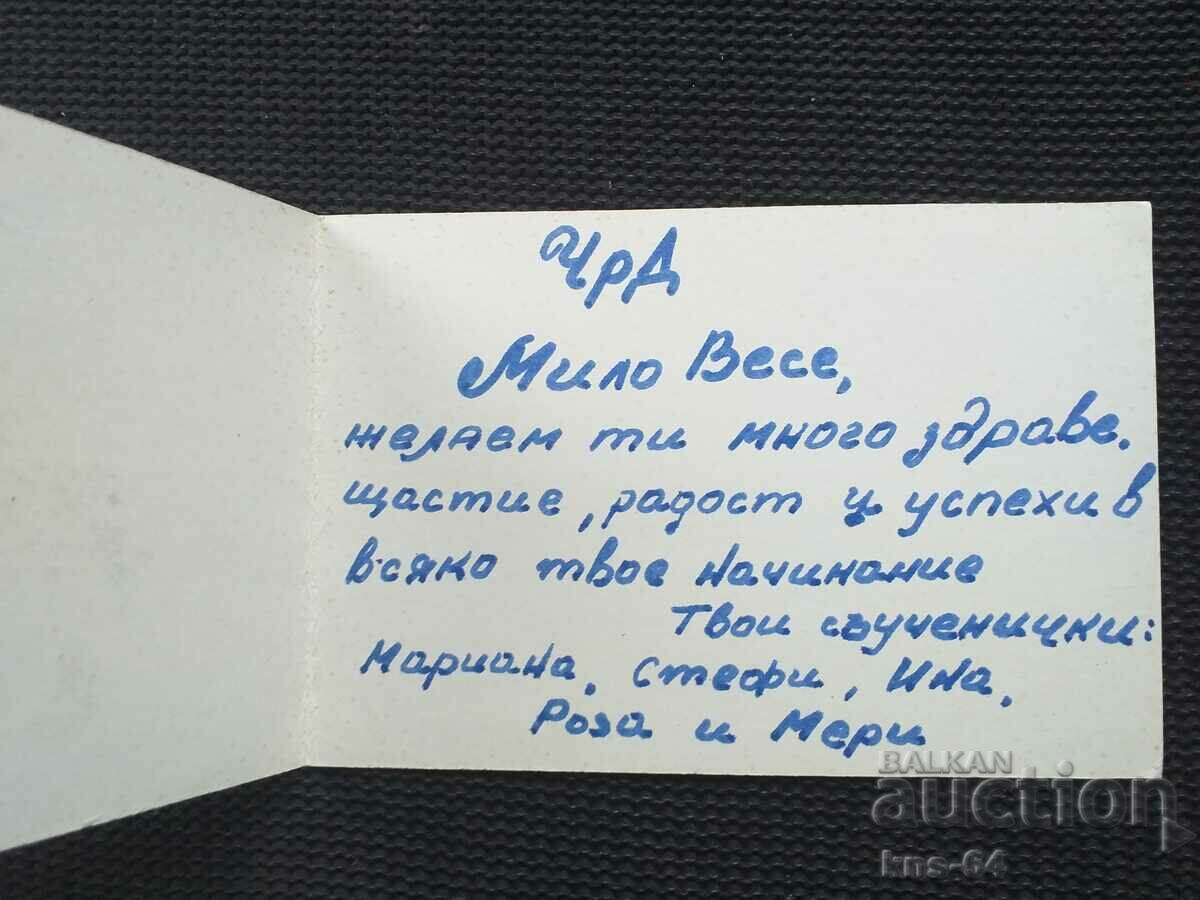 ЧрД
Мило Весе,
желаем ти много здраве.
щастие, радост и успехи в
всяко твое начинание
Твои съученички:
Мариана, Стефи, Ина,
Роза и Мери
BALKAN
auction
kns-64